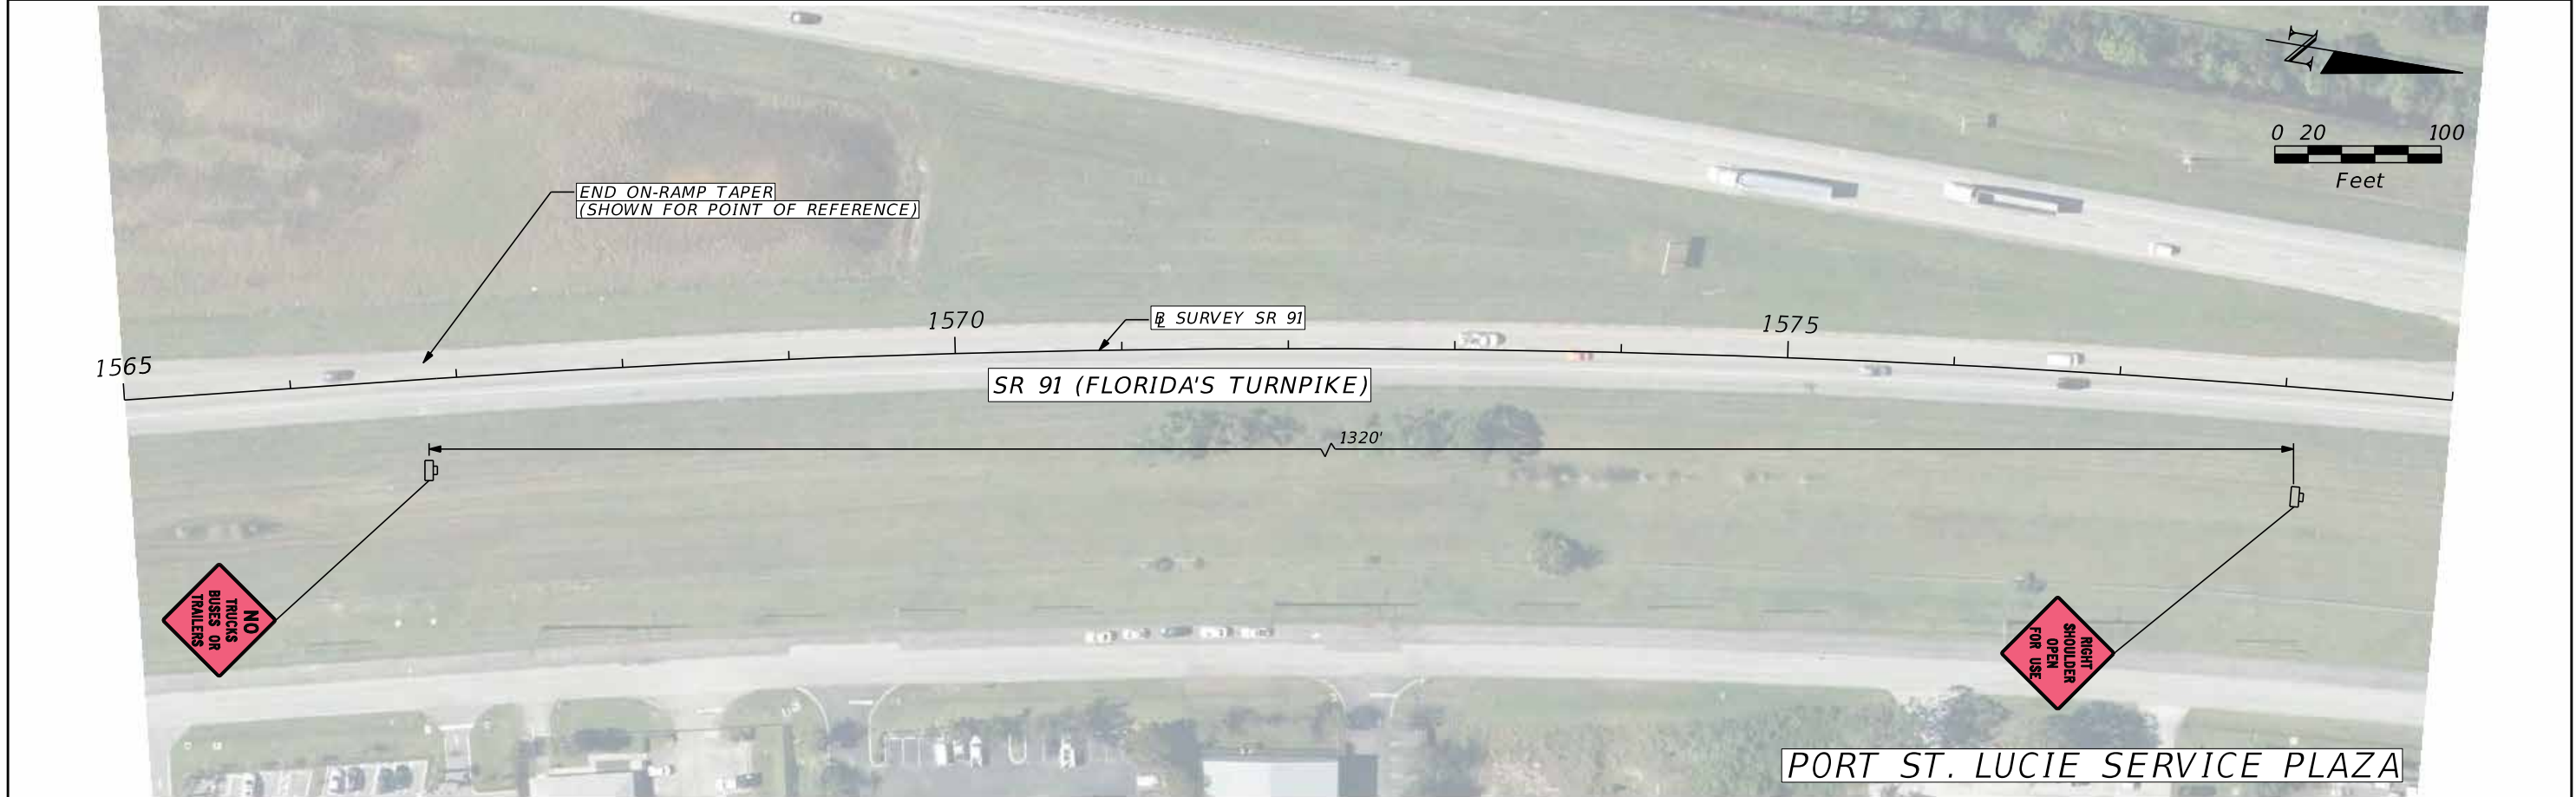 N
0 20 100
Feet
END ON-RAMP TAPER
(SHOWN FOR POINT OF REFERENCE)
1565
1570
BL SURVEY SR 91
1575
SR 91 (FLORIDA'S TURNPIKE)
1320'
NO
TRUCKS
BUSES OR
TRAILERS
RIGHT
SHOULDER
OPEN
FOR USE
PORT ST. LUCIE SERVICE PLAZA